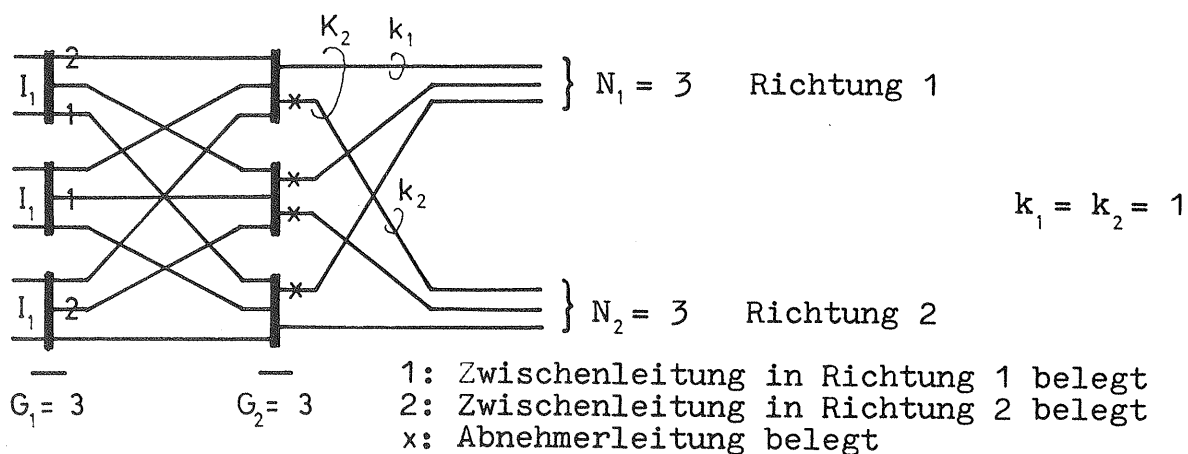 K₂ k₁
2
I₁
1
N₁ = 3 Richtung 1
x
I₁ 1
x
k₂
x
k₁ = k₂ = 1
I₁ 2
x
N₂ = 3 Richtung 2
G₁ = 3 G₂ = 3
1: Zwischenleitung in Richtung 1 belegt
2: Zwischenleitung in Richtung 2 belegt
x: Abnehmerleitung belegt